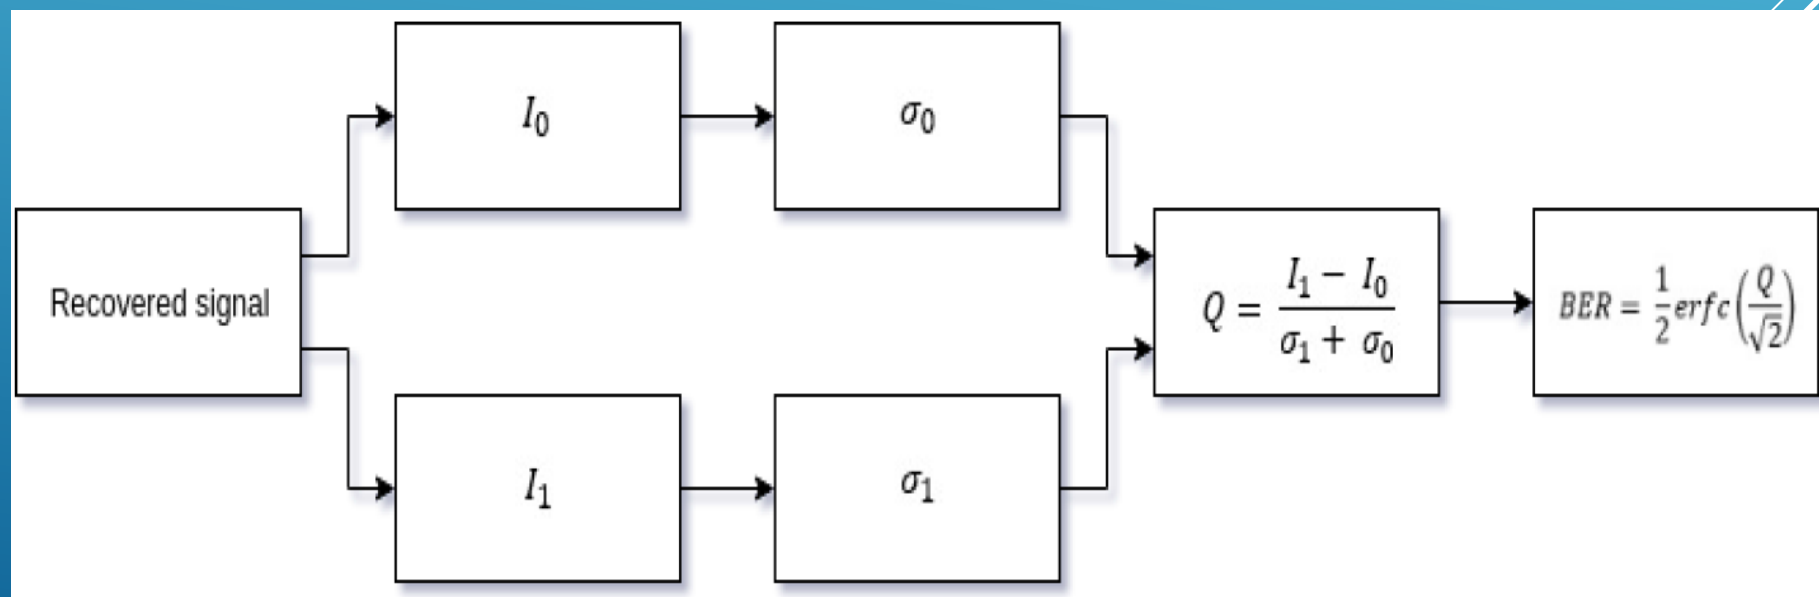 I₀
σ₀
Recovered signal
Q = (I₁ − I₀)/(σ₁ + σ₀)
BER = 1/2 erfc(Q/√2)
I₁
σ₁